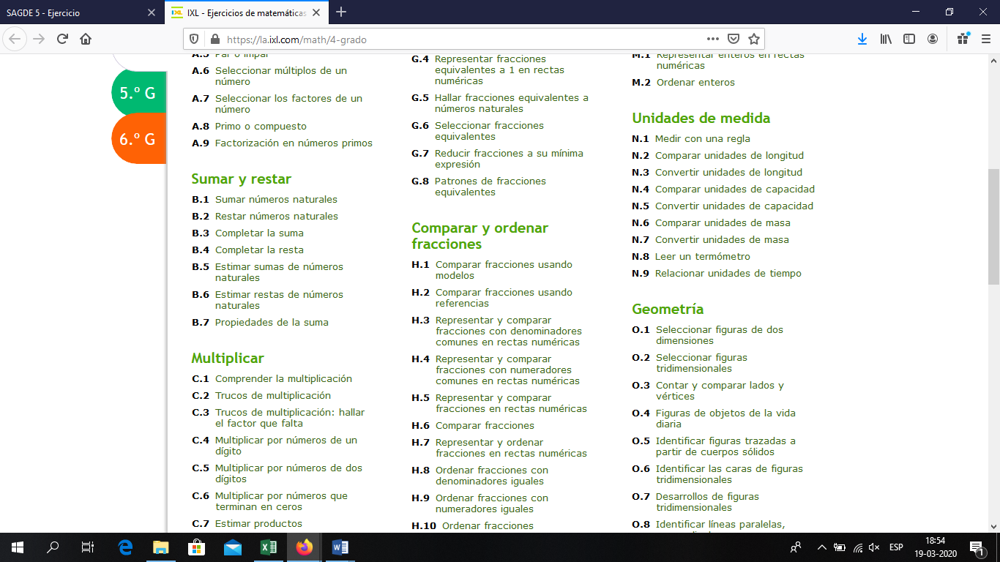 SAGDE 5 - Ejercicio
IXL - Ejercicios de matemáticas
https://la.ixl.com/math/4-grado
5.º G
6.º G
A.5 Par o impar
A.6 Seleccionar múltiplos de un
número
A.7 Seleccionar los factores de un
número
A.8 Primo o compuesto
A.9 Factorización en números primos
Sumar y restar
B.1 Sumar números naturales
B.2 Restar números naturales
B.3 Completar la suma
B.4 Completar la resta
B.5 Estimar sumas de números
naturales
B.6 Estimar restas de números
naturales
B.7 Propiedades de la suma
Multiplicar
C.1 Comprender la multiplicación
C.2 Trucos de multiplicación
C.3 Trucos de multiplicación: hallar
el factor que falta
C.4 Multiplicar por números de un
dígito
C.5 Multiplicar por números de dos
dígitos
C.6 Multiplicar por números que
terminan en ceros
C.7 Estimar productos
G.4 Representar fracciones
equivalentes a 1 en rectas
numéricas
G.5 Hallar fracciones equivalentes a
números naturales
G.6 Seleccionar fracciones
equivalentes
G.7 Reducir fracciones a su mínima
expresión
G.8 Patrones de fracciones
equivalentes
Comparar y ordenar
fracciones
H.1 Comparar fracciones usando
modelos
H.2 Comparar fracciones usando
referencias
H.3 Representar y comparar
fracciones con denominadores
comunes en rectas numéricas
H.4 Representar y comparar
fracciones con numeradores
comunes en rectas numéricas
H.5 Representar y comparar
fracciones en rectas numéricas
H.6 Comparar fracciones
H.7 Representar y ordenar
fracciones en rectas numéricas
H.8 Ordenar fracciones con
denominadores iguales
H.9 Ordenar fracciones con
numeradores iguales
H.10 Ordenar fracciones
M.1 Representar enteros en rectas
numéricas
M.2 Ordenar enteros
Unidades de medida
N.1 Medir con una regla
N.2 Comparar unidades de longitud
N.3 Convertir unidades de longitud
N.4 Comparar unidades de capacidad
N.5 Convertir unidades de capacidad
N.6 Comparar unidades de masa
N.7 Convertir unidades de masa
N.8 Leer un termómetro
N.9 Relacionar unidades de tiempo
Geometría
O.1 Seleccionar figuras de dos
dimensiones
O.2 Seleccionar figuras
tridimensionales
O.3 Contar y comparar lados y
vértices
O.4 Figuras de objetos de la vida
diaria
O.5 Identificar figuras trazadas a
partir de cuerpos sólidos
O.6 Identificar las caras de figuras
tridimensionales
O.7 Desarrollos de figuras
tridimensionales
O.8 Identificar líneas paralelas,
ESP
18:54
19-03-2020
1